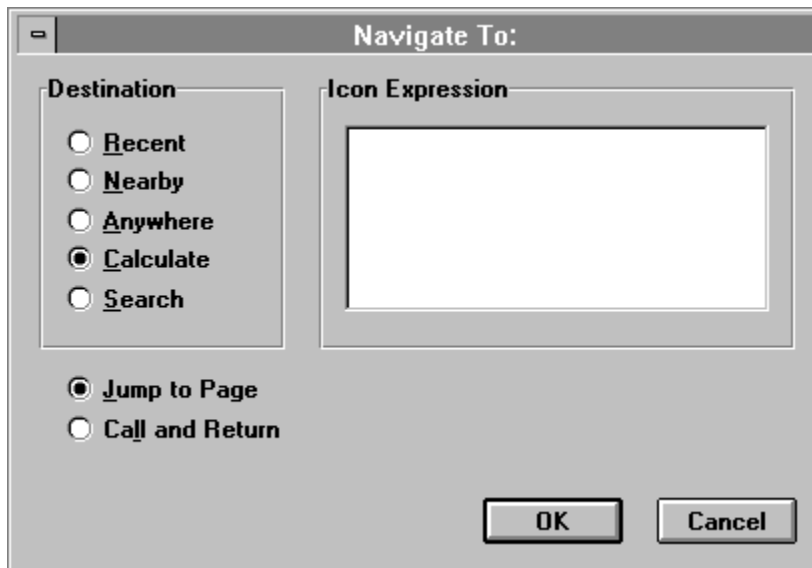 Navigate To:
Destination
Recent
Nearby
Anywhere
Calculate
Search
Icon Expression
Jump to Page
Call and Return
OK
Cancel